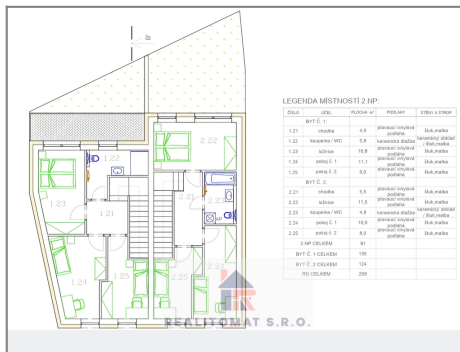 LEGENDA MÍSTNOSTÍ 2.NP:
ČÍSLO ÚČEL PLOCHA m² PODLAHY STĚNY A STROP
BYT Č. 1:
1.21 chodba 4,0 plovoucí vinylová podlaha štuk,malba
1.22 koupelna / WC 5,9 keramická dlažba keramický obklad / štuk,malba
1.23 ložnice 10,8 plovoucí vinylová podlaha štuk,malba
1.24 pokoj č. 1 11,1 plovoucí vinylová podlaha štuk,malba
1.25 pokoj č. 2 9,0 plovoucí vinylová podlaha štuk,malba
BYT Č. 2:
2.21 chodba 5,5 plovoucí vinylová podlaha štuk,malba
2.22 ložnice 11,5 plovoucí vinylová podlaha štuk,malba
2.23 koupelna / WC 4,8 keramická dlažba keramický obklad / štuk,malba
2.24 pokoj č. 1 10,0 plovoucí vinylová podlaha štuk,malba
2.25 pokoj č. 2 8,0 plovoucí vinylová podlaha štuk,malba
2.NP CELKEM 81
BYT Č. 1 CELKEM 135
BYT Č. 2 CELKEM 124
RD CELKEM 259
1.22
2.22
1.23
1.21
2.21
2.23
1.24
1.25
2.25
2.24
REALITOMAT S.R.O.